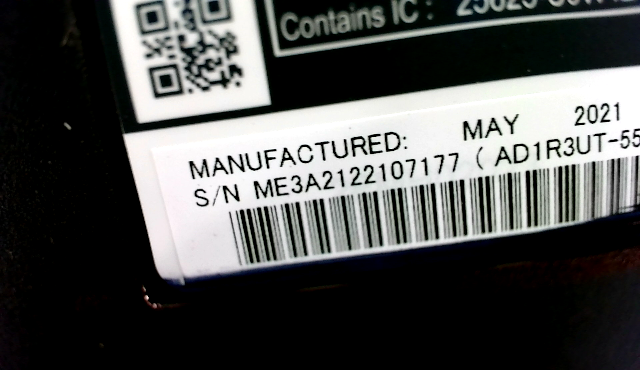 Contains IC :
MANUFACTURED: MAY 2021
S/N ME3A2122107177 ( AD1R3UT-55